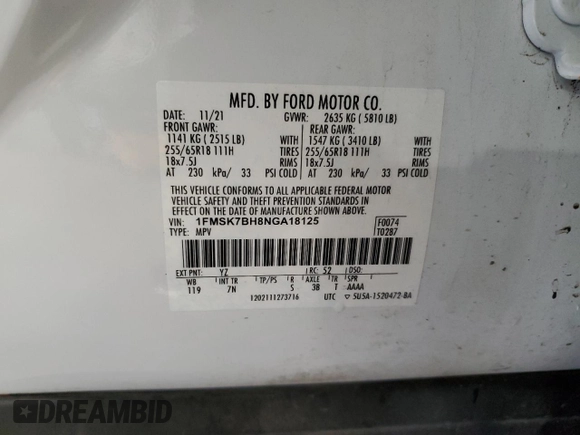 MFD. BY FORD MOTOR CO.
DATE: 11/21 GVWR: 2635 KG ( 5810 LB)
FRONT GAWR: REAR GAWR:
1141 KG ( 2515 LB) WITH 1547 KG ( 3410 LB) WITH
255/65R18 111H TIRES 255/65R18 111H TIRES
18x7.5J RIMS 18x7.5J RIMS
AT 230 kPa/ 33 PSI COLD AT 230 kPa/ 33 PSI COLD
THIS VEHICLE CONFORMS TO ALL APPLICABLE FEDERAL MOTOR
VEHICLE SAFETY AND THEFT PREVENTION STANDARDS IN
EFFECT ON THE DATE OF MANUFACTURE SHOWN ABOVE.
VIN: 1FMSK7BH8NGA18125 F0074
TYPE: MPV T0287
EXT PNT: YZ RC: 52 DSO:
WB INT TR TP/PS R AXLE TR SPR
119 7N S 38 T AAAA
1202111273716 UTC ▽ 5U5A-1520472-BA
DREAMBID